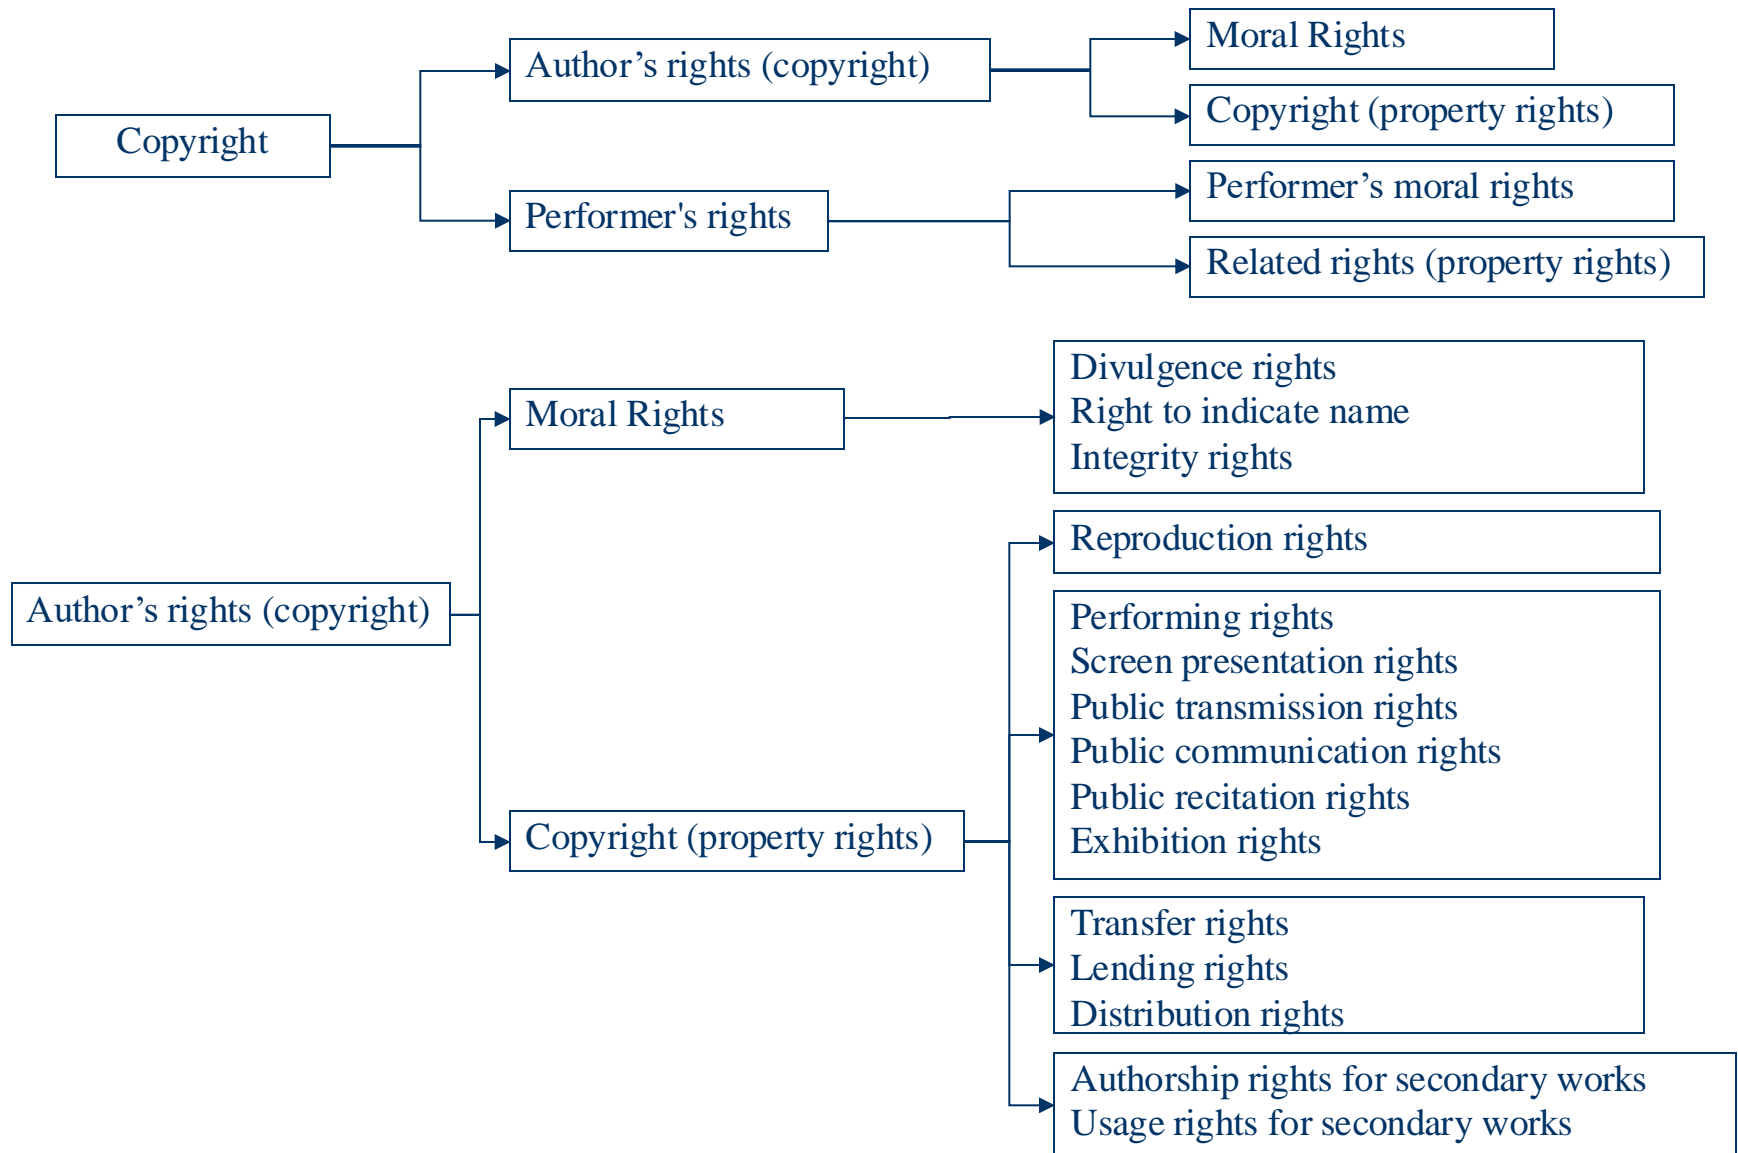 Copyright
Author’s rights (copyright)
Performer's rights
Moral Rights
Copyright (property rights)
Performer’s moral rights
Related rights (property rights)
Author’s rights (copyright)
Moral Rights
Copyright (property rights)
Divulgence rights
Right to indicate name
Integrity rights
Reproduction rights
Performing rights
Screen presentation rights
Public transmission rights
Public communication rights
Public recitation rights
Exhibition rights
Transfer rights
Lending rights
Distribution rights
Authorship rights for secondary works
Usage rights for secondary works